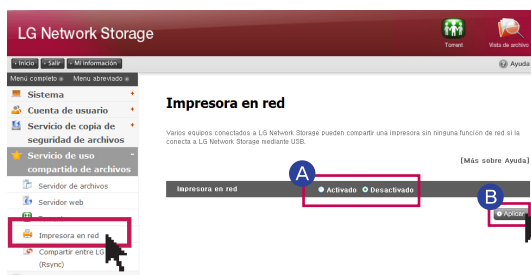 LG Network Storage
Torrent
Vista de archivo
Inicio Salir Mi Información
Ayuda
Menú completo Menu abreviado
Sistema
Cuenta de usuario
Servicio de copia de
seguridad de archivos
Servicio de uso
compartido de archivos
Servidor de archivos
Servidor web
Impresora en red
Compartir entre LG
(Rsync)
Impresora en red
Varios equipos conectados a LG Network Storage pueden compartir una impresora sin ninguna función de red si la
conecta a LG Network Storage mediante USB.
[Más sobre Ayuda]
A
Impresora en red Activado Desactivado
B
Aplicar